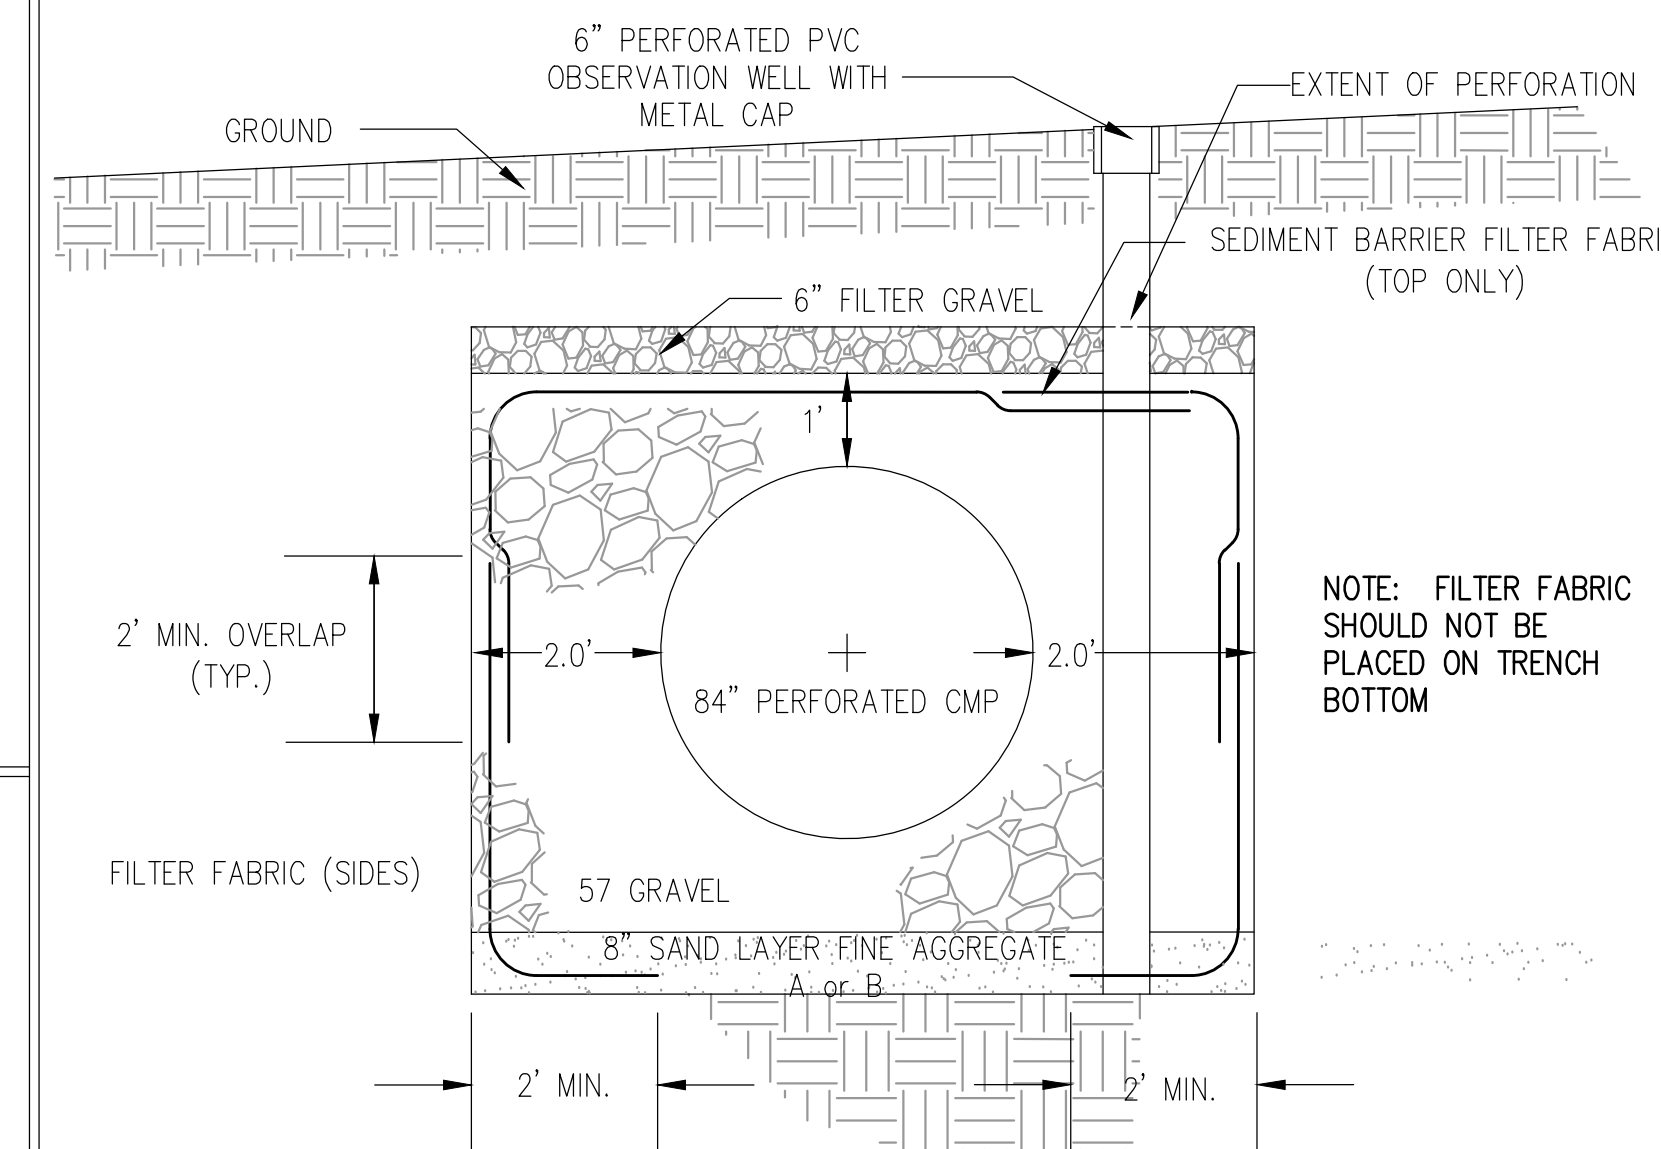 6” PERFORATED PVC
OBSERVATION WELL WITH
METAL CAP
EXTENT OF PERFORATION
GROUND
SEDIMENT BARRIER FILTER FABRI
(TOP ONLY)
6” FILTER GRAVEL
1’
2’ MIN. OVERLAP
(TYP.)
2.0’
2.0’
84” PERFORATED CMP
NOTE: FILTER FABRIC
SHOULD NOT BE
PLACED ON TRENCH
BOTTOM
FILTER FABRIC (SIDES)
57 GRAVEL
8” SAND LAYER FINE AGGREGATE
A or B
2’ MIN.
2’ MIN.